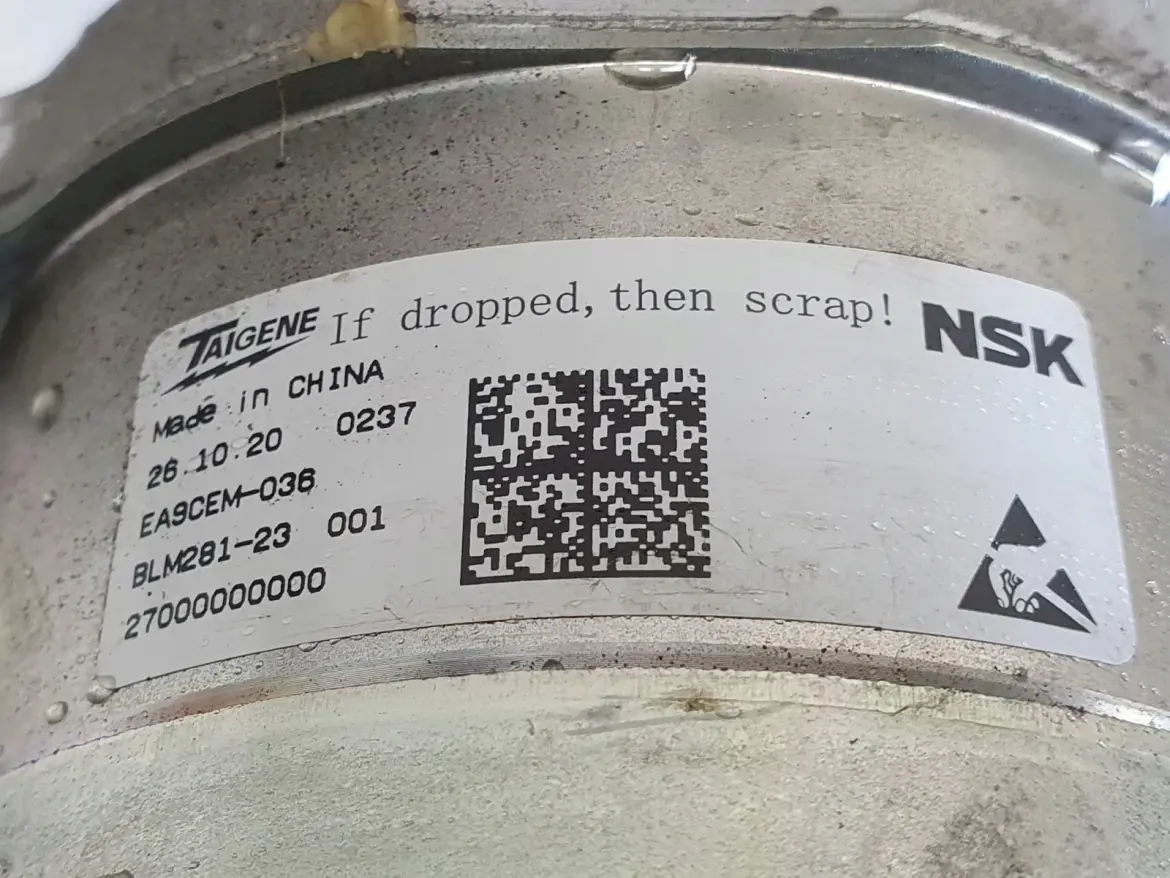 TAIGENE If dropped, then scrap! NSK
Made in CHINA
26.10.20 0237
EA9CEM-036
BLM281-23 001
27000000000